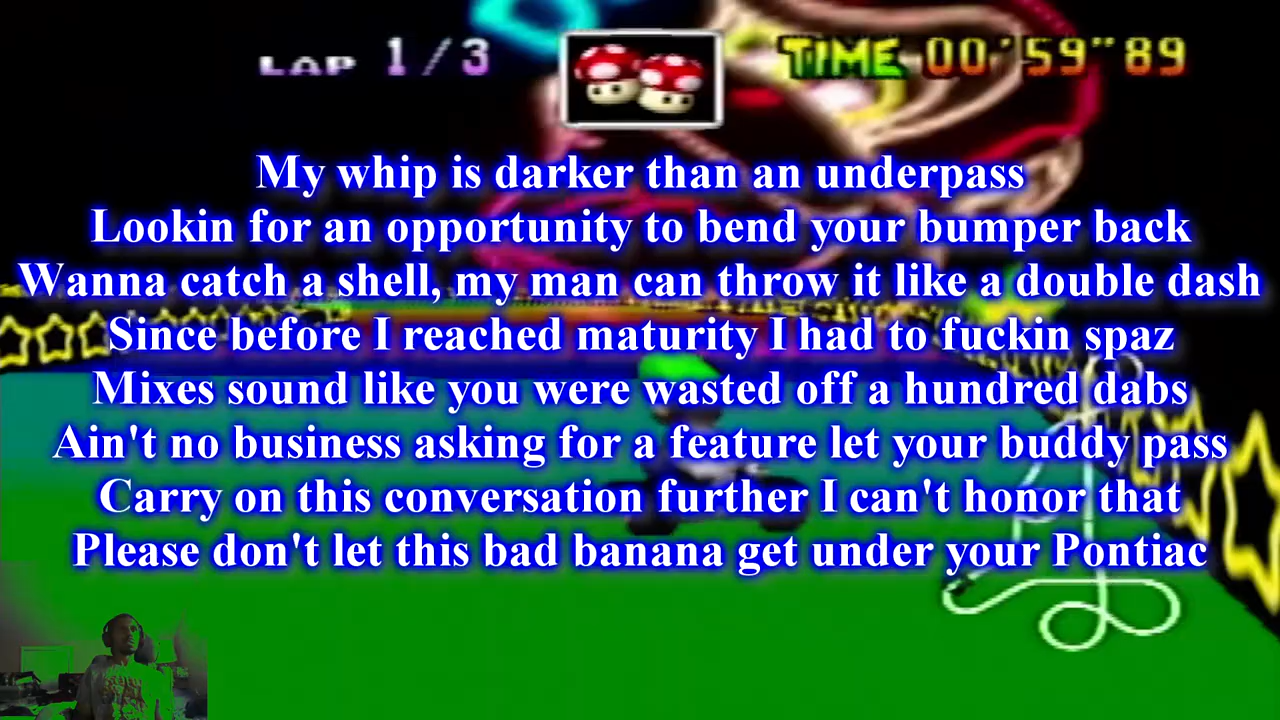 LAP 1/3
TIME 00'59"89
My whip is darker than an underpass
Lookin for an opportunity to bend your bumper back
Wanna catch a shell, my man can throw it like a double dash
Since before I reached maturity I had to fuckin spaz
Mixes sound like you were wasted off a hundred dabs
Ain't no business asking for a feature let your buddy pass
Carry on this conversation further I can't honor that
Please don't let this bad banana get under your Pontiac